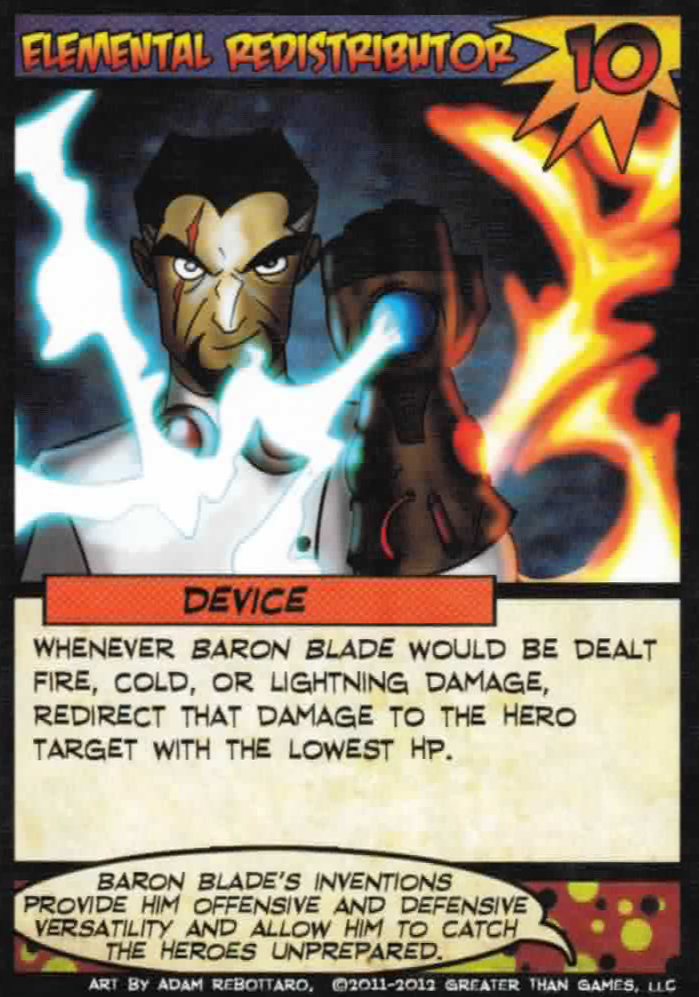 ELEMENTAL REDISTRIBUTOR 10
DEVICE
WHENEVER BARON BLADE WOULD BE DEALT
FIRE, COLD, OR LIGHTNING DAMAGE,
REDIRECT THAT DAMAGE TO THE HERO
TARGET WITH THE LOWEST HP.
BARON BLADE'S INVENTIONS
PROVIDE HIM OFFENSIVE AND DEFENSIVE
VERSATILITY AND ALLOW HIM TO CATCH
THE HEROES UNPREPARED.
ART BY ADAM REBOTTARO, ©2011-2012 GREATER THAN GAMES, LLC